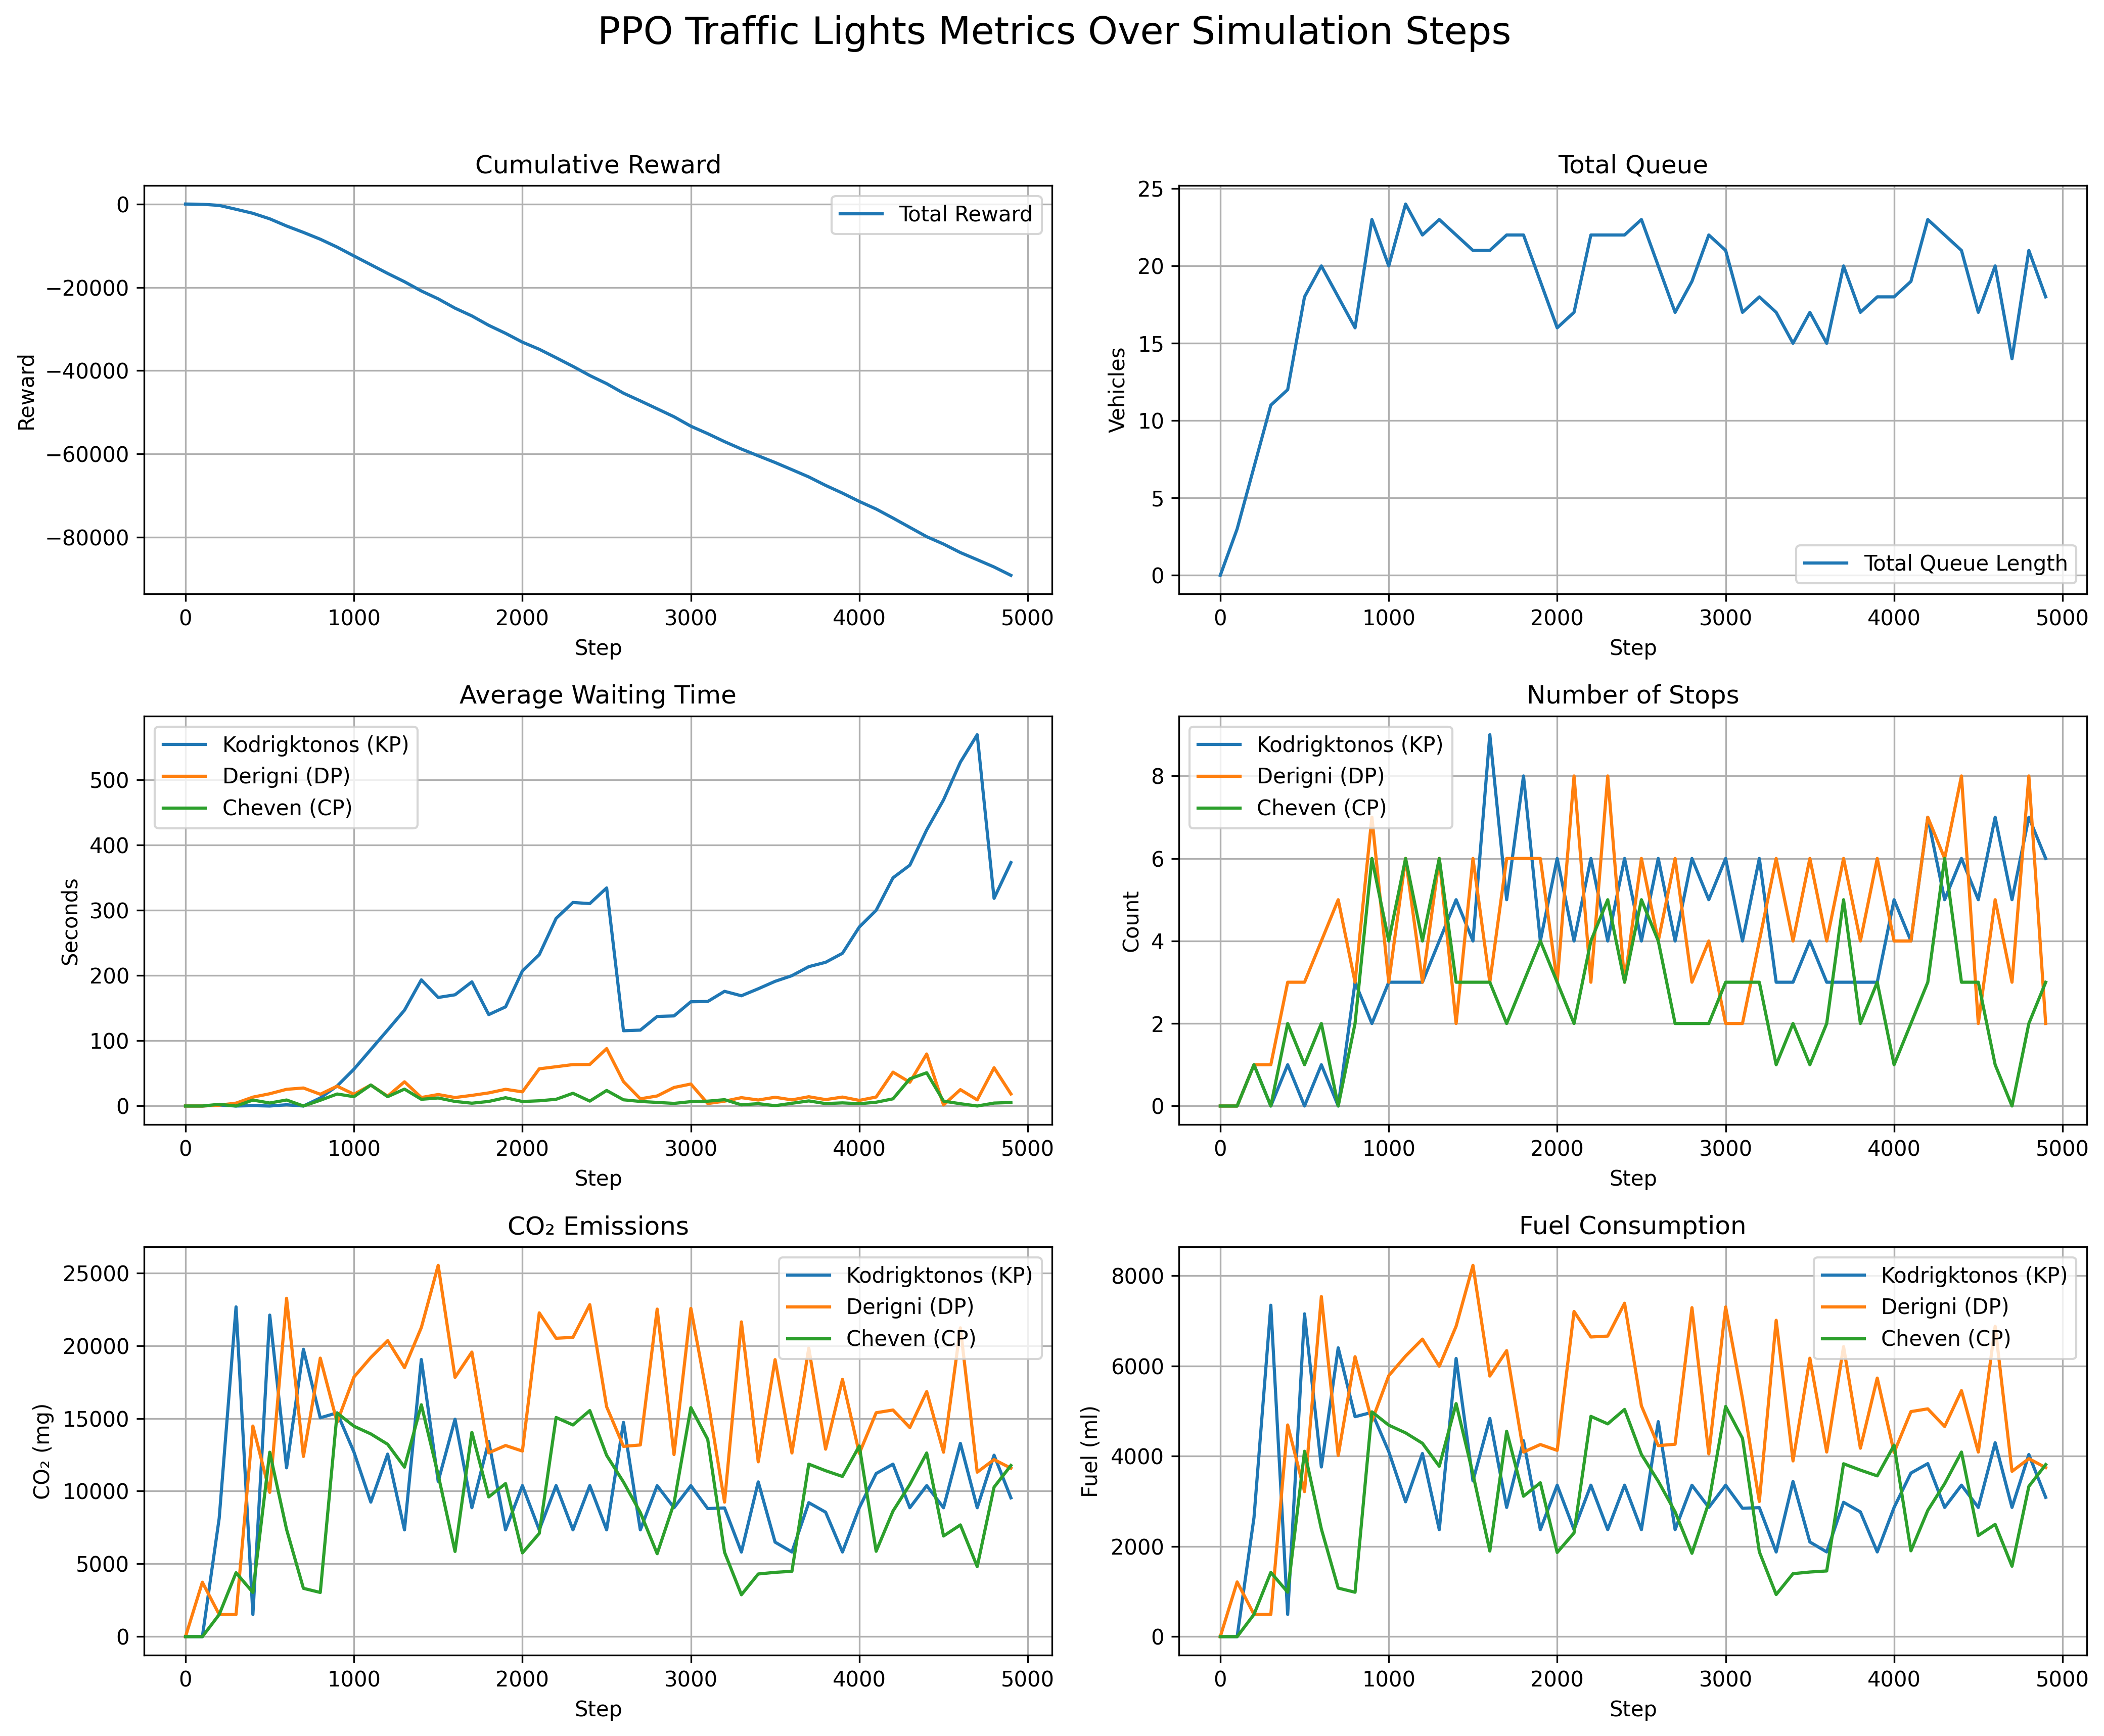 PPO Traffic Lights Metrics Over Simulation Steps
Cumulative Reward
Total Reward
Reward
0
−20000
−40000
−60000
−80000
0 1000 2000 3000 4000 5000
Step
Total Queue
Total Queue Length
Vehicles
25
20
15
10
5
0
0 1000 2000 3000 4000 5000
Step
Average Waiting Time
Kodrigktonos (KP)
Derigni (DP)
Cheven (CP)
Seconds
500
400
300
200
100
0
0 1000 2000 3000 4000 5000
Step
Number of Stops
Kodrigktonos (KP)
Derigni (DP)
Cheven (CP)
Count
8
6
4
2
0
0 1000 2000 3000 4000 5000
Step
CO₂ Emissions
Kodrigktonos (KP)
Derigni (DP)
Cheven (CP)
CO₂ (mg)
25000
20000
15000
10000
5000
0
0 1000 2000 3000 4000 5000
Step
Fuel Consumption
Kodrigktonos (KP)
Derigni (DP)
Cheven (CP)
Fuel (ml)
8000
6000
4000
2000
0
0 1000 2000 3000 4000 5000
Step